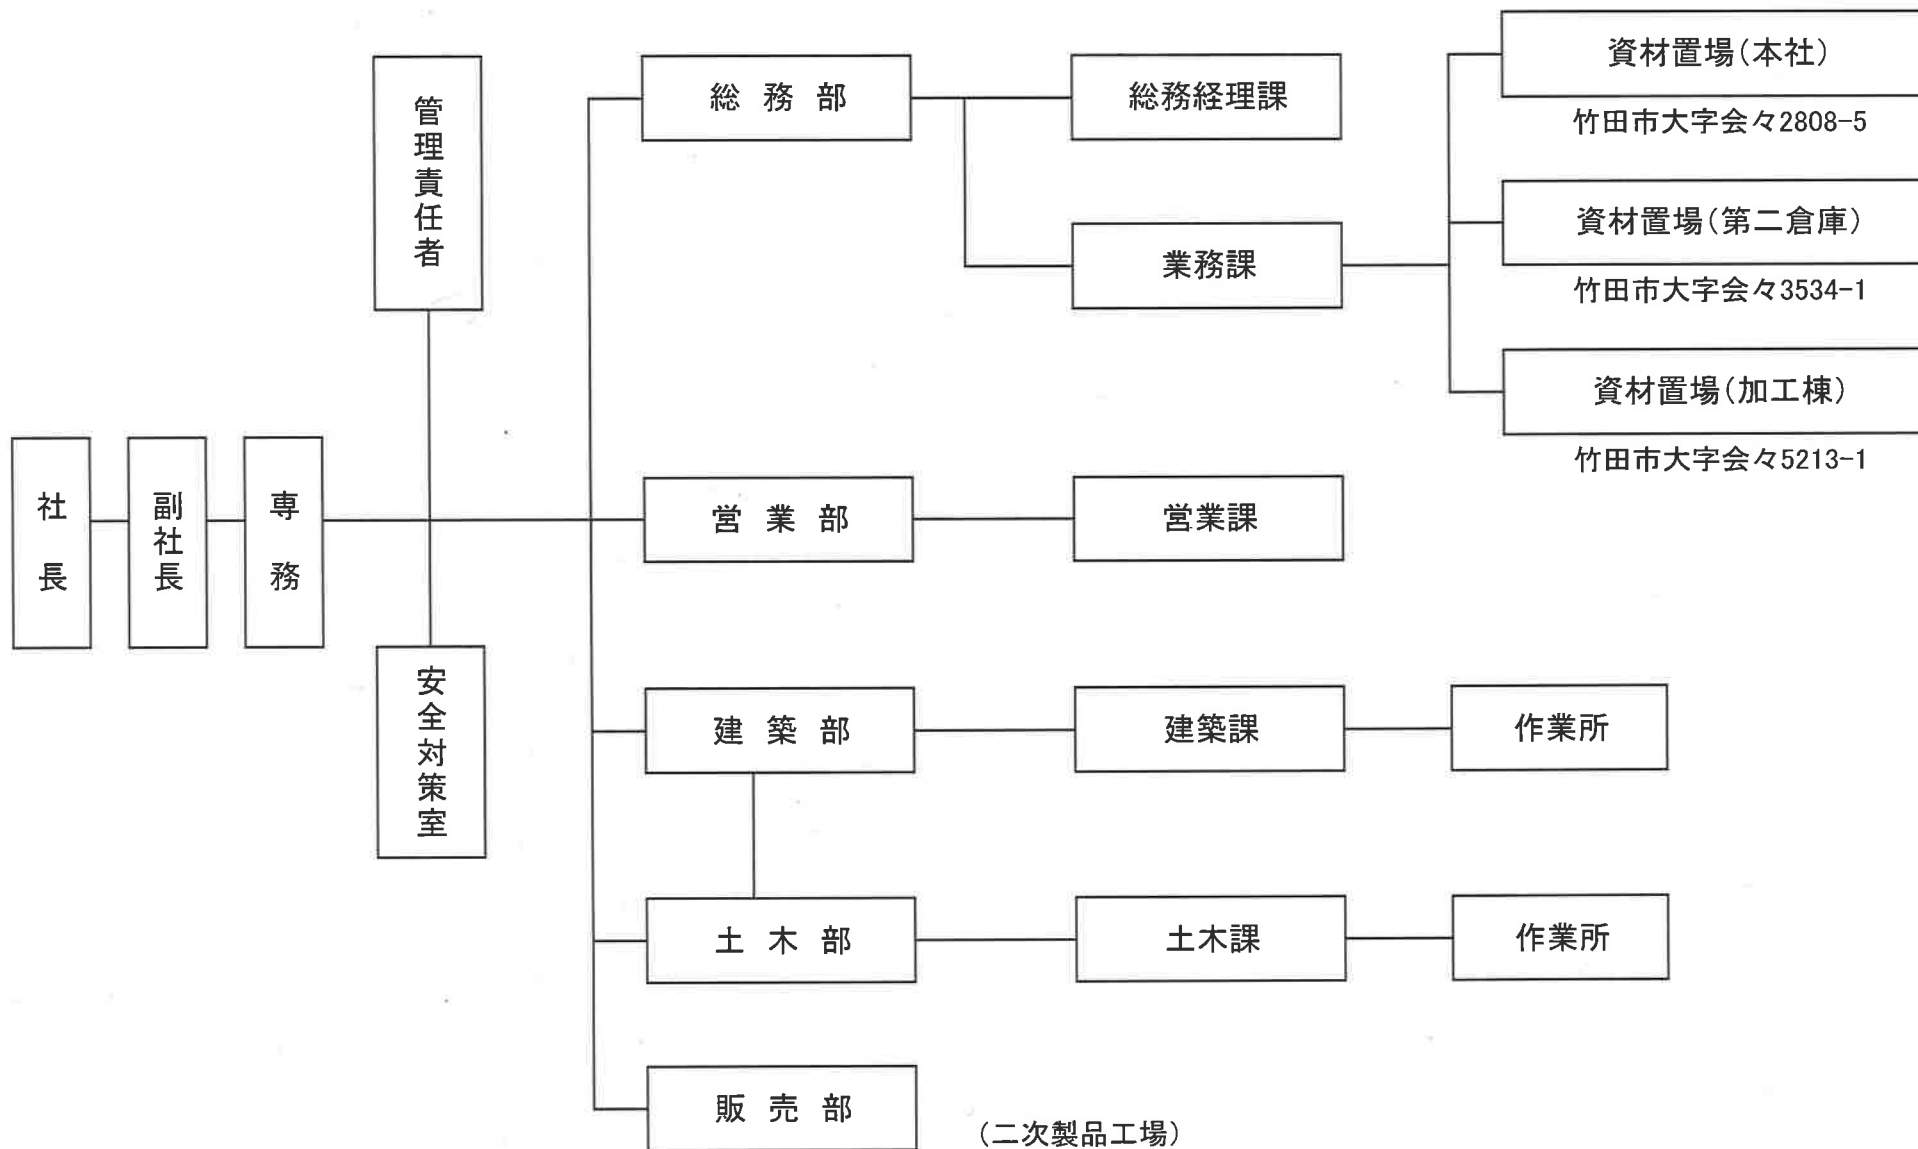 社長
副社長
専務
管理責任者
安全対策室
総務部
総務経理課
業務課
資材置場(本社)
竹田市大字会々2808-5
資材置場(第二倉庫)
竹田市大字会々3534-1
資材置場(加工棟)
竹田市大字会々5213-1
営業部
営業課
建築部
建築課
作業所
土木部
土木課
作業所
販売部
(二次製品工場)